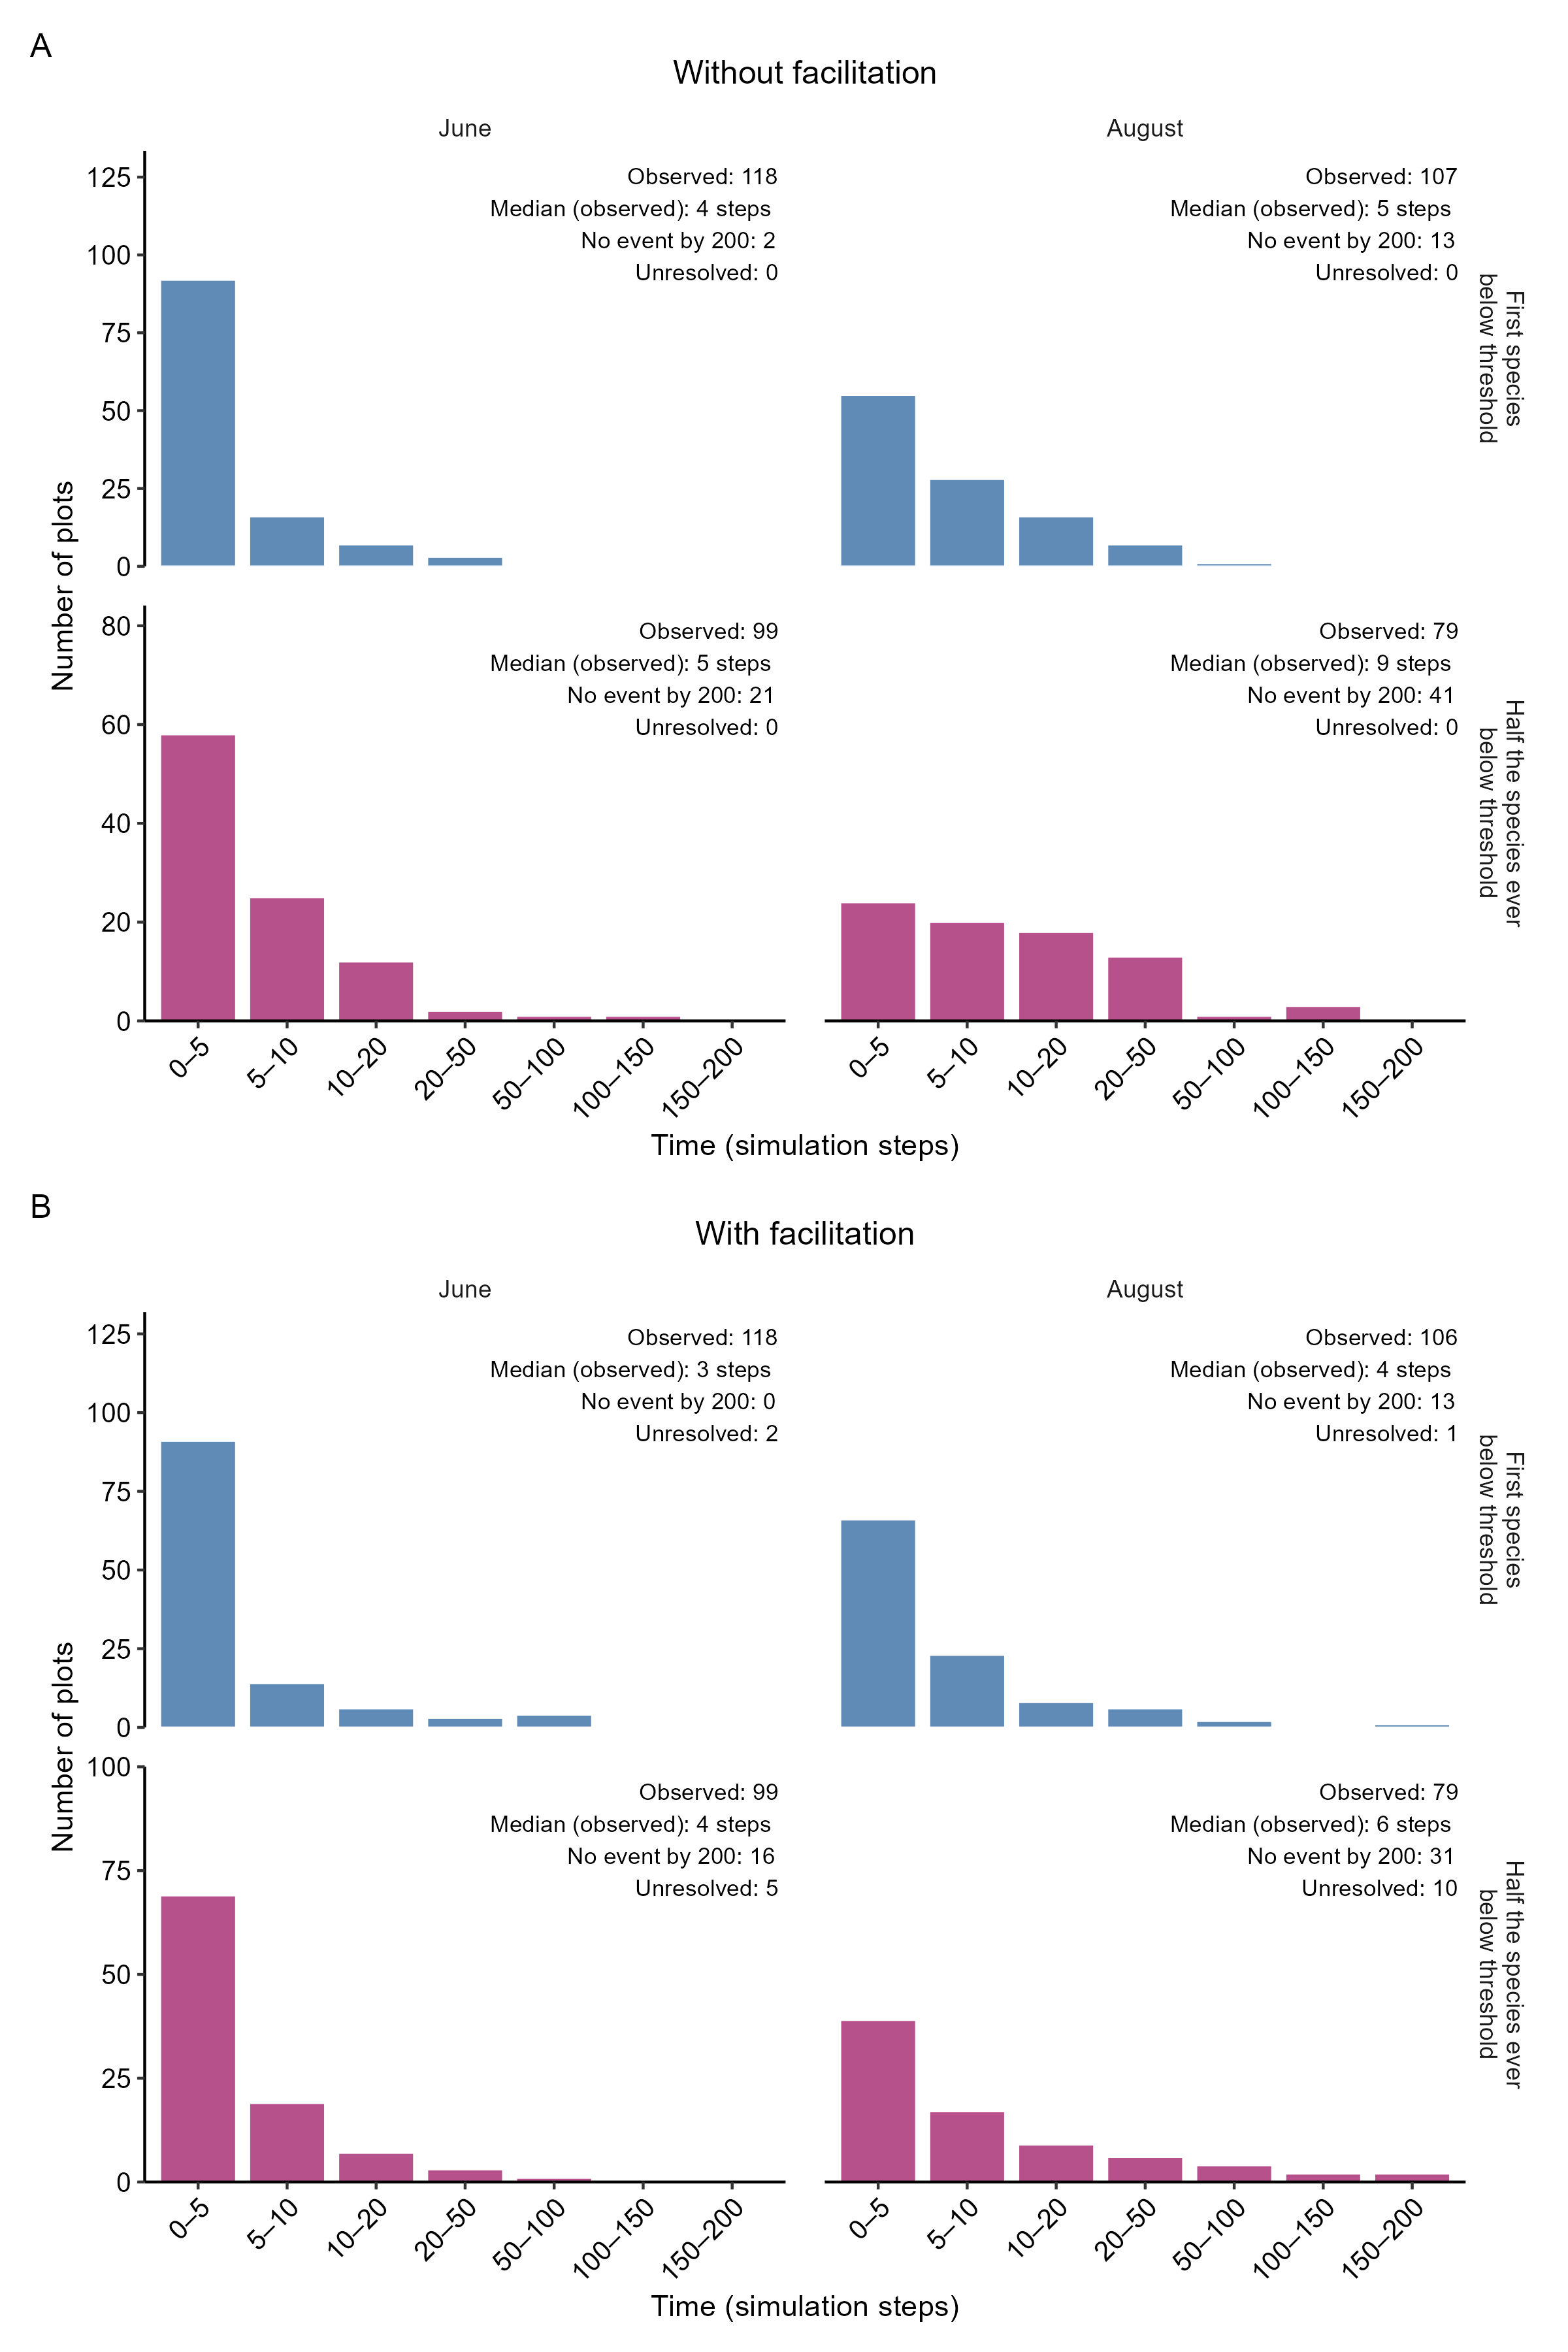 A
Without facilitation
June
August
Number of plots
125
100
75
50
25
0
Observed: 118
Median (observed): 4 steps
No event by 200: 2
Unresolved: 0
Observed: 107
Median (observed): 5 steps
No event by 200: 13
Unresolved: 0
First species
below threshold
80
60
40
20
0
Observed: 99
Median (observed): 5 steps
No event by 200: 21
Unresolved: 0
Observed: 79
Median (observed): 9 steps
No event by 200: 41
Unresolved: 0
Half the species ever
below threshold
0–5
5–10
10–20
20–50
50–100
100–150
150–200
0–5
5–10
10–20
20–50
50–100
100–150
150–200
Time (simulation steps)
B
With facilitation
June
August
Number of plots
125
100
75
50
25
0
Observed: 118
Median (observed): 3 steps
No event by 200: 0
Unresolved: 2
Observed: 106
Median (observed): 4 steps
No event by 200: 13
Unresolved: 1
First species
below threshold
100
75
50
25
0
Observed: 99
Median (observed): 4 steps
No event by 200: 16
Unresolved: 5
Observed: 79
Median (observed): 6 steps
No event by 200: 31
Unresolved: 10
Half the species ever
below threshold
0–5
5–10
10–20
20–50
50–100
100–150
150–200
0–5
5–10
10–20
20–50
50–100
100–150
150–200
Time (simulation steps)